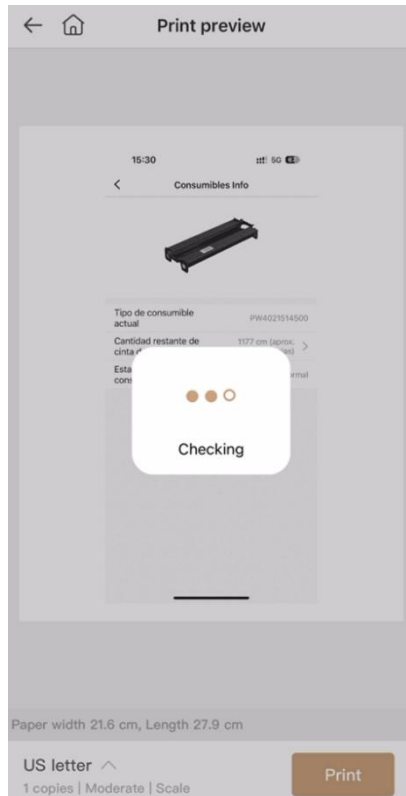 Print preview
15:30
5G
Consumibles Info
Tipo de consumible
actual
PW4021514500
Cantidad restante de
cinta
1177 cm (aprox.
Checking
Paper width 21.6 cm, Length 27.9 cm
US letter
1 copies | Moderate | Scale
Print